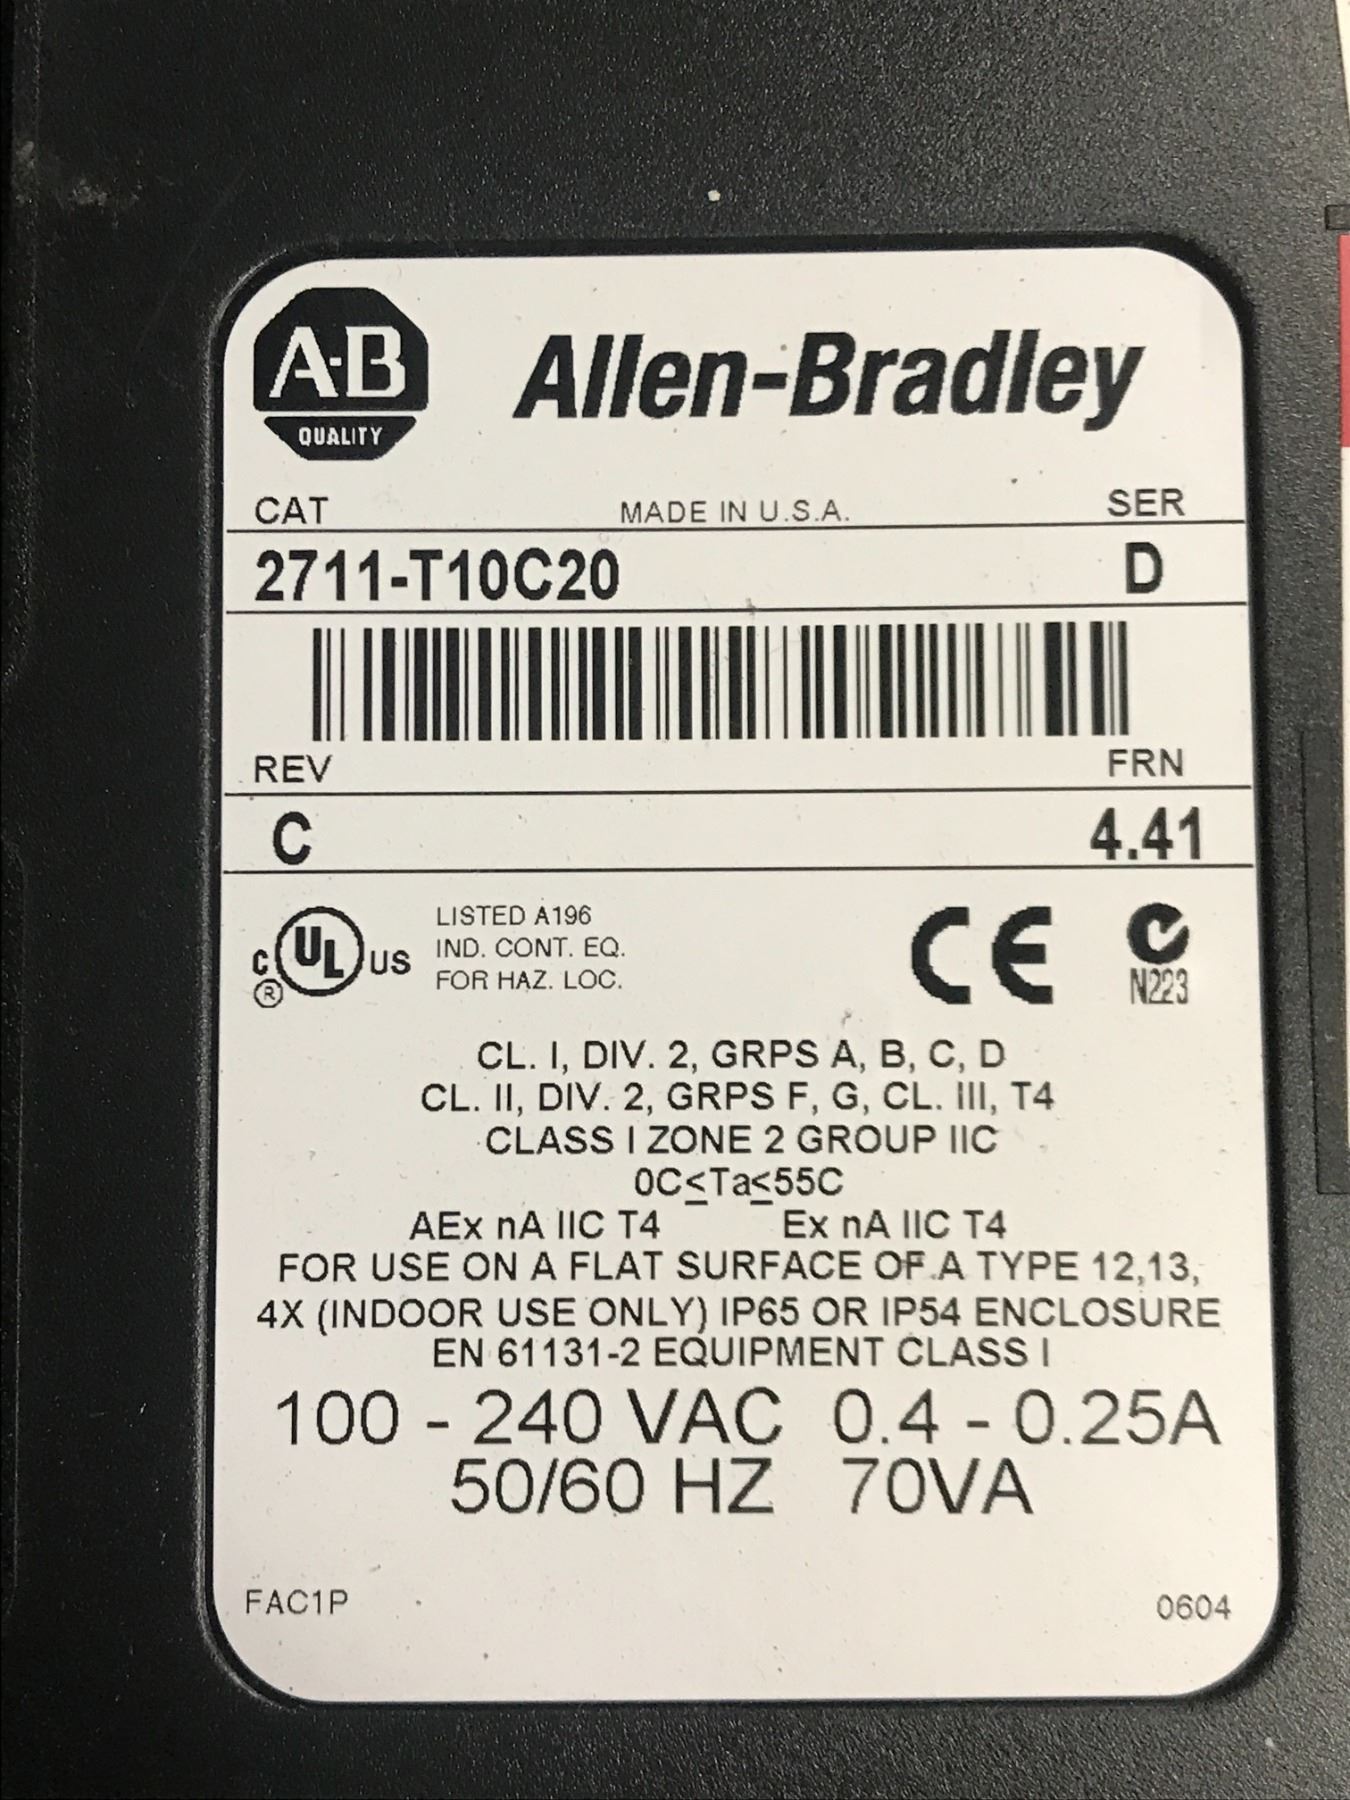 A-B
QUALITY
Allen-Bradley
CAT MADE IN U.S.A. SER
2711-T10C20 D
REV FRN
C 4.41
C UL US ®
LISTED A196
IND. CONT. EQ.
FOR HAZ. LOC.
CE
N223
CL. I, DIV. 2, GRPS A, B, C, D
CL. II, DIV. 2, GRPS F, G, CL. III, T4
CLASS I ZONE 2 GROUP IIC
0C≤Ta≤55C
AEx nA IIC T4 Ex nA IIC T4
FOR USE ON A FLAT SURFACE OF A TYPE 12,13,
4X (INDOOR USE ONLY) IP65 OR IP54 ENCLOSURE
EN 61131-2 EQUIPMENT CLASS I
100 - 240 VAC 0.4 - 0.25A
50/60 HZ 70VA
FAC1P 0604